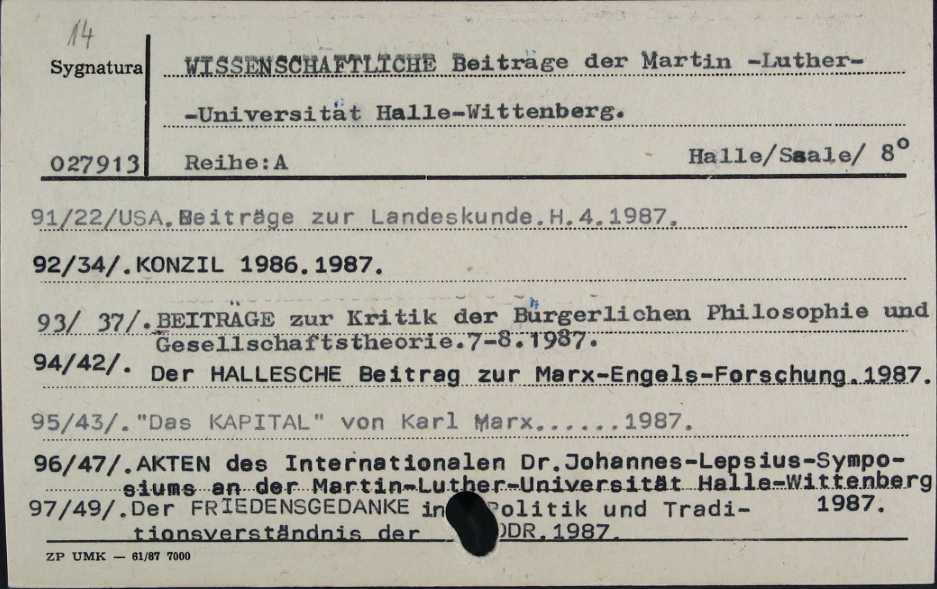 14
Sygnatura
WISSENSCHAFTLICHE Beiträge der Martin -Luther-
-Universität Halle-Wittenberg.
027913 Reihe:A Halle/Saale/ 8°
91/22/USA.Beiträge zur Landeskunde.H.4.1987.
92/34/.KONZIL 1986.1987.
93/ 37/.BEITRÄGE zur Kritik der Bürgerlichen Philosophie und
Gesellschaftstheorie.7-8.1987.
94/42/. Der HALLESCHE Beitrag zur Marx-Engels-Forschung.1987.
95/43/."Das KAPITAL" von Karl Marx......1987.
96/47/.AKTEN des Internationalen Dr.Johannes-Lepsius-Sympo-
siums an der Martin-Luther-Universität Halle-Wittenberg
1987.
97/49/.Der FRIEDENSGEDANKE in Politik und Tradi-
tionsverständnis der DDR.1987.
ZP UMK — 61/87 7000